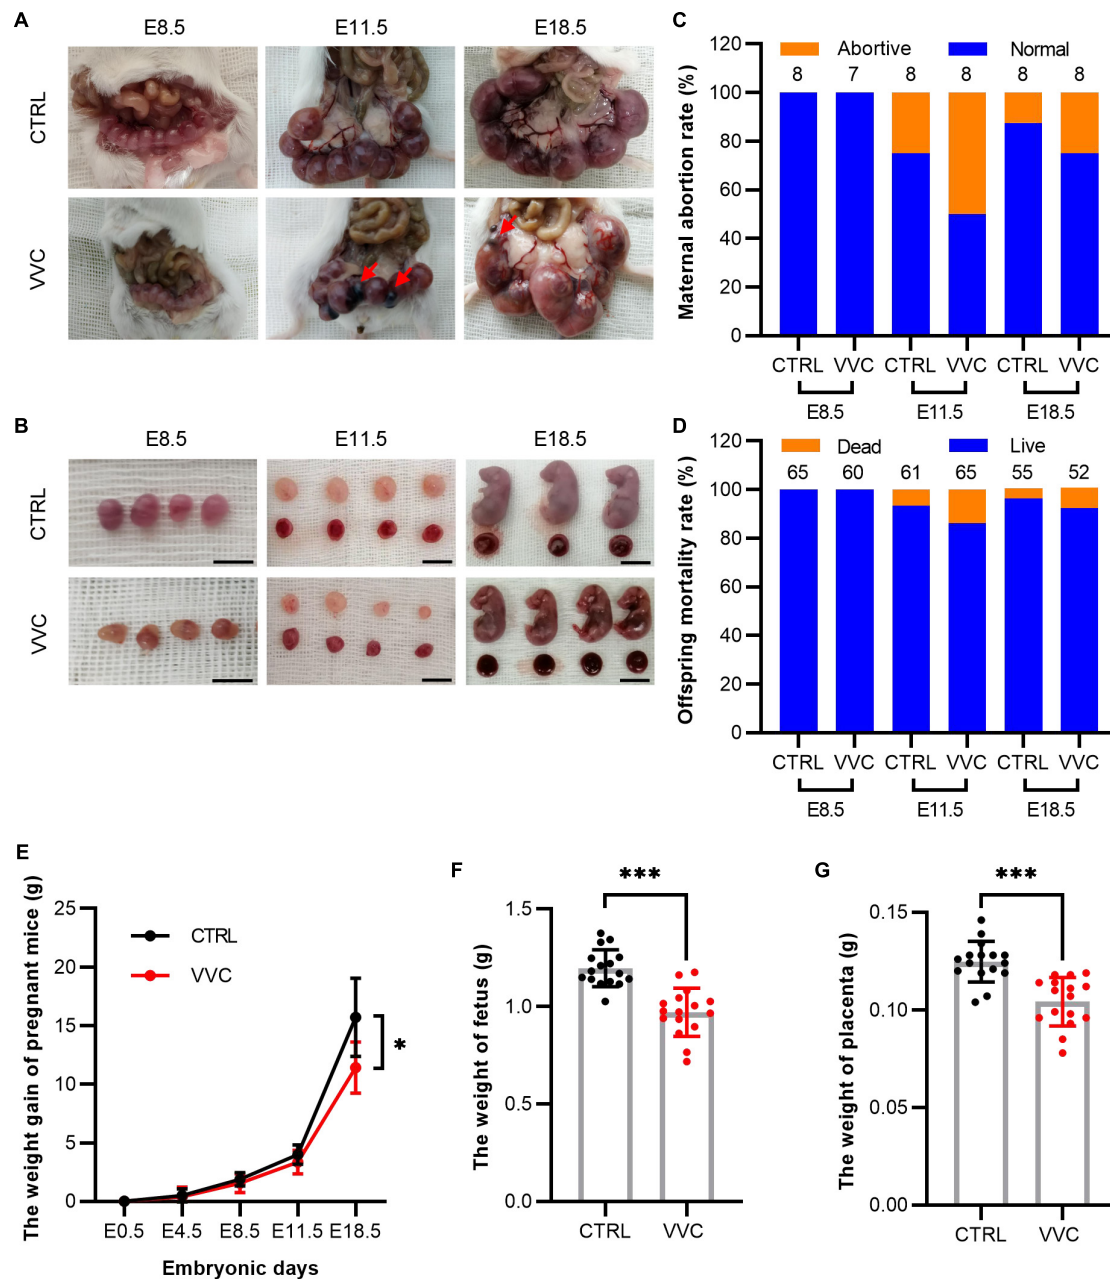 A
E8.5 E11.5 E18.5
CTRL
VVC
B
E8.5 E11.5 E18.5
CTRL
VVC
C
Maternal abortion rate (%)
120
100
80
60
40
20
0
Abortive Normal
8 7 8 8 8 8
CTRL VVC CTRL VVC CTRL VVC
E8.5 E11.5 E18.5
D
Offspring mortality rate (%)
120
100
80
60
40
20
0
Dead Live
65 60 61 65 55 52
CTRL VVC CTRL VVC CTRL VVC
E8.5 E11.5 E18.5
E
The weight gain of pregnant mice (g)
25
20
15
10
5
0
CTRL
VVC
*
E0.5 E4.5 E8.5 E11.5 E18.5
Embryonic days
F
***
The weight of fetus (g)
1.5
1.0
0.5
0.0
CTRL VVC
G
***
The weight of placenta (g)
0.15
0.10
0.05
0.00
CTRL VVC